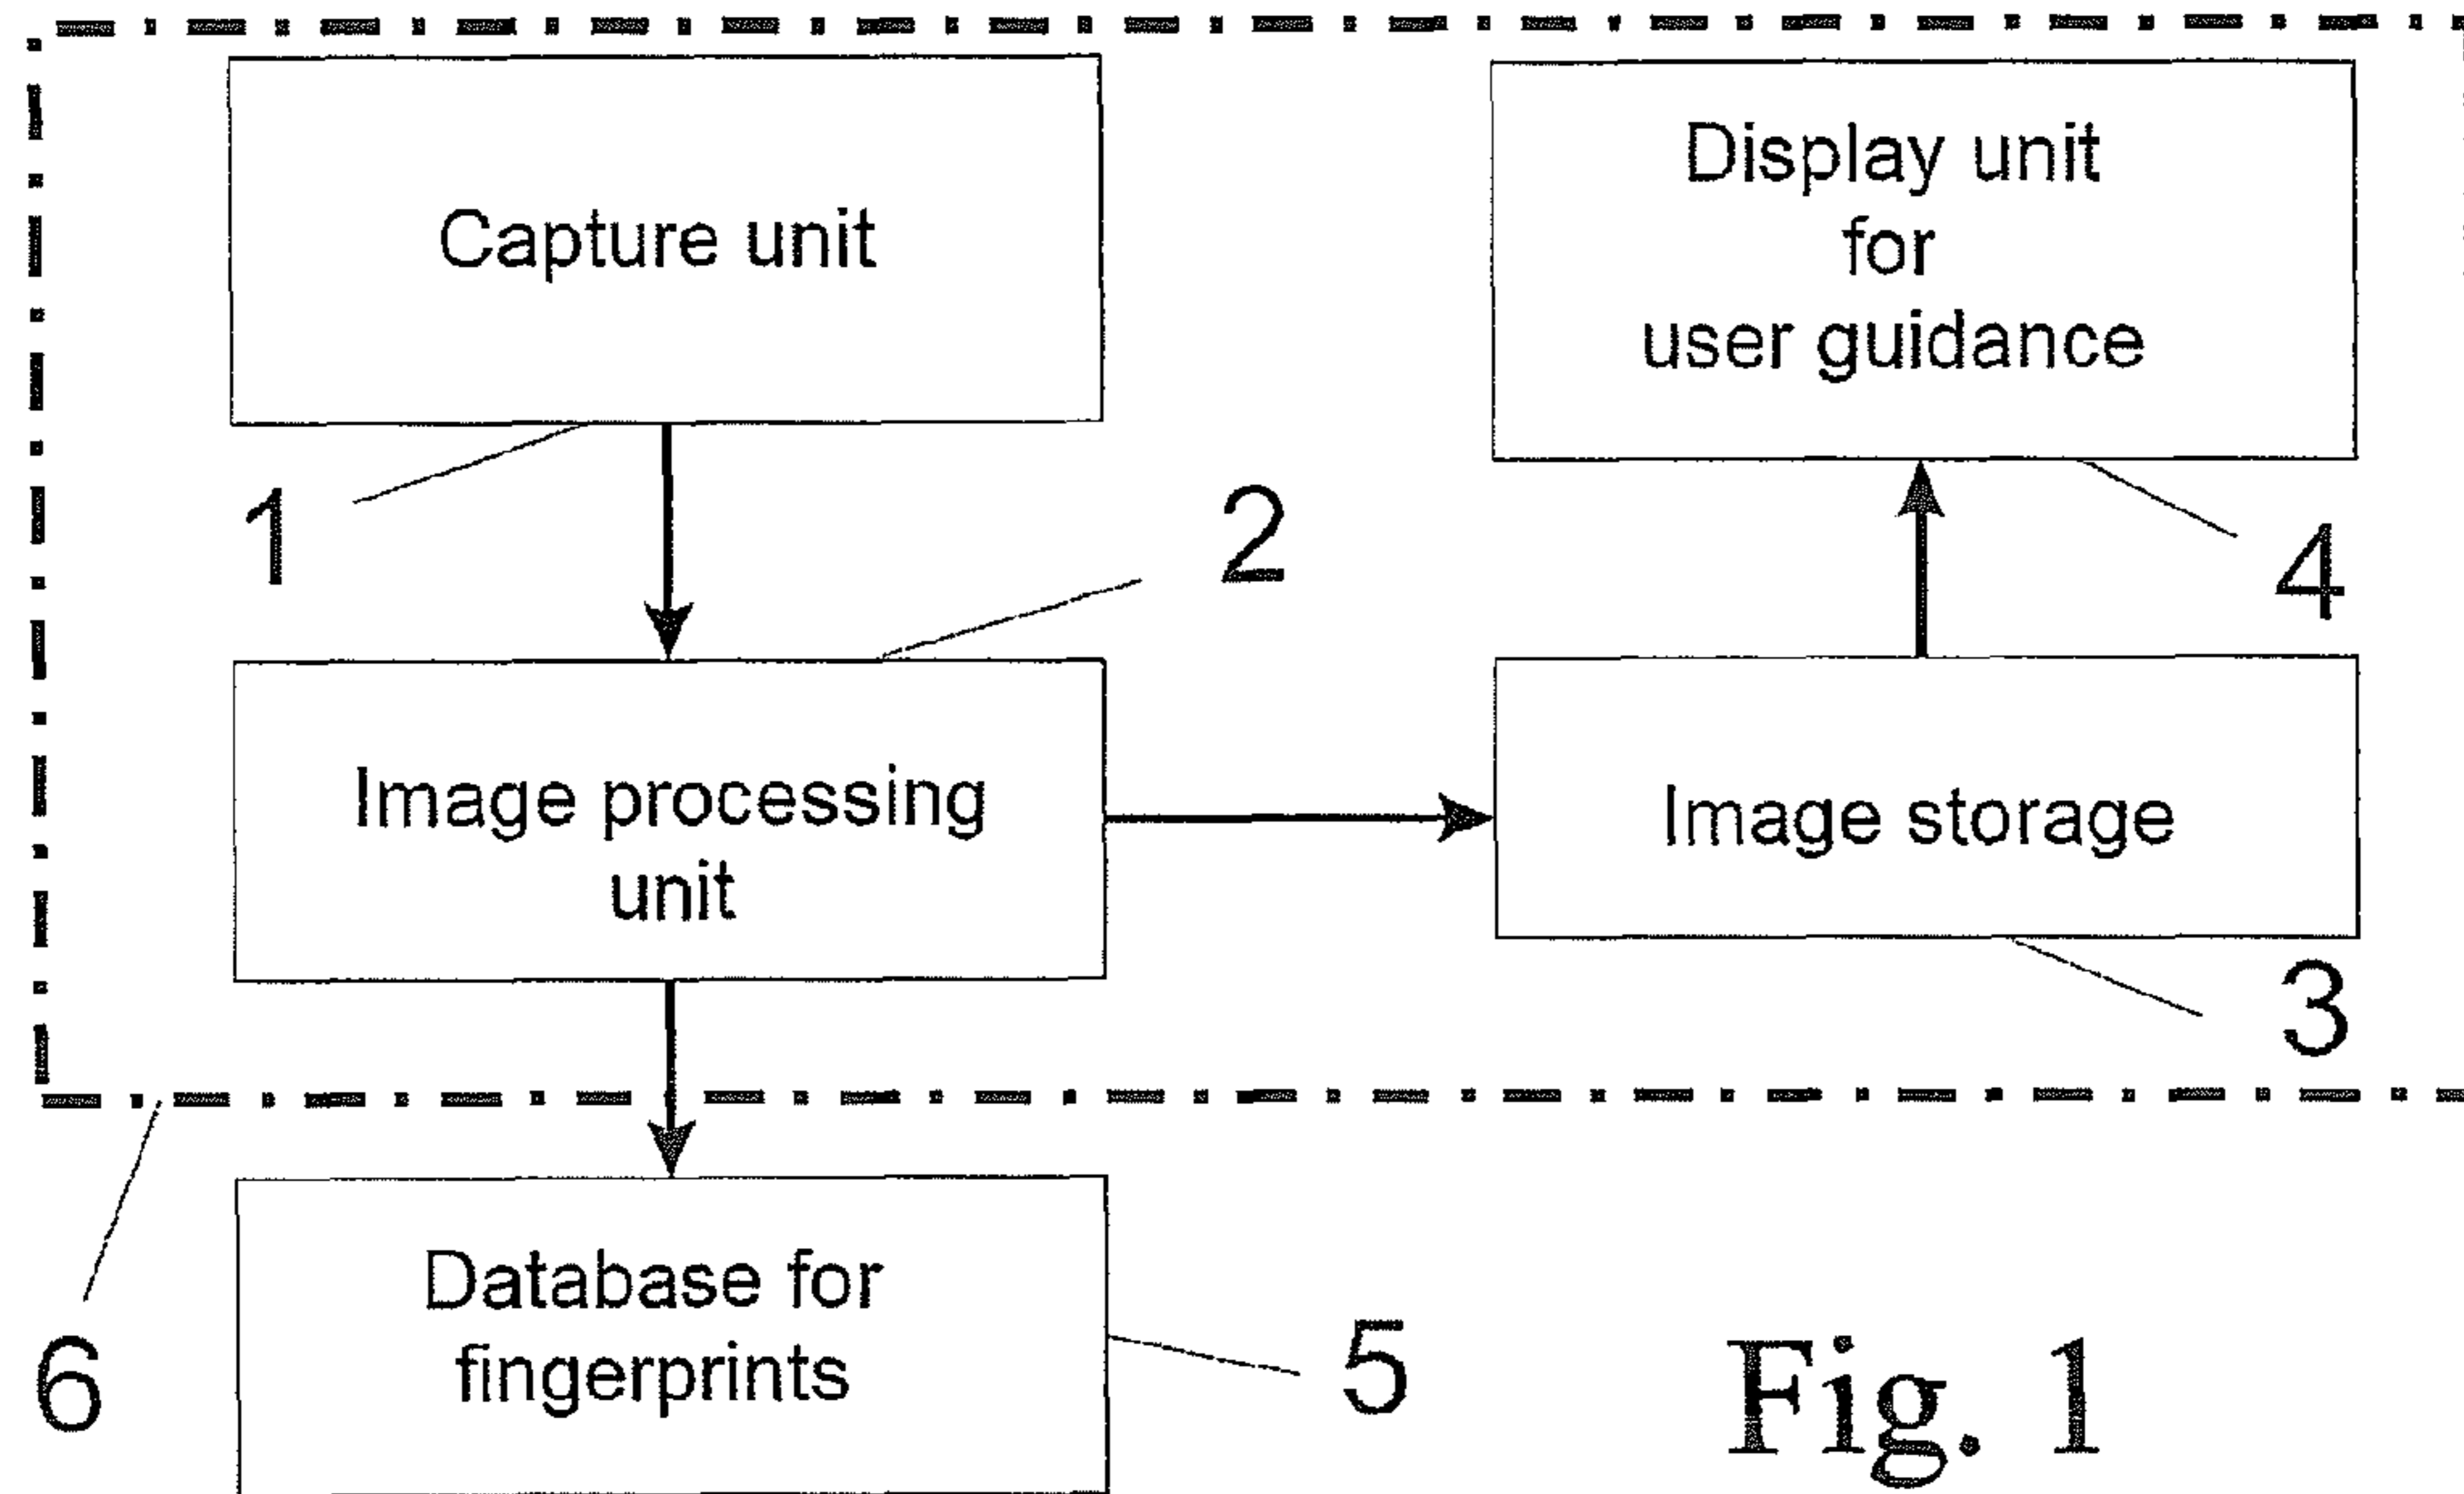 Capture unit
Display unit
for
user guidance
1
2
4
Image processing
unit
Image storage
3
Database for
fingerprints
5
6
Fig. 1